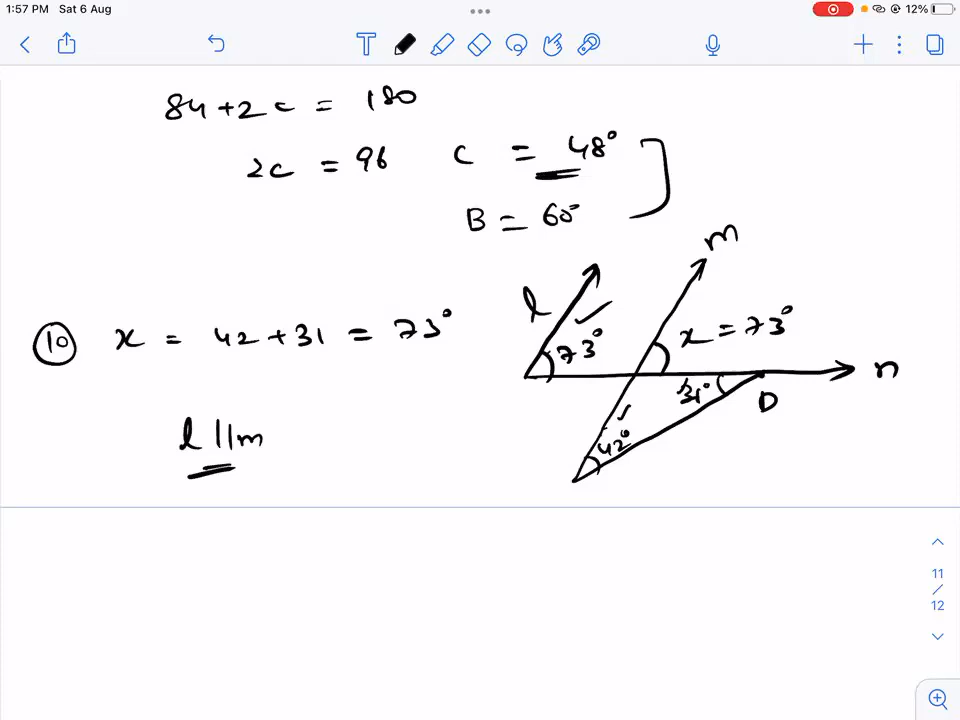 1:57 PM Sat 6 Aug
12%
T
84 + 2c = 180
2c = 96 c = 48°
B = 60°
m
l
(10) x = 42 + 31 = 73°
73°
x = 73°
n
31°
D
42°
l || m
11
/
12